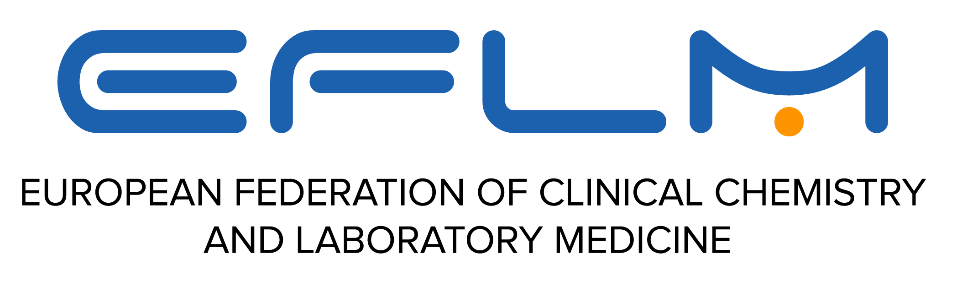 EFLM
EUROPEAN FEDERATION OF CLINICAL CHEMISTRY
AND LABORATORY MEDICINE